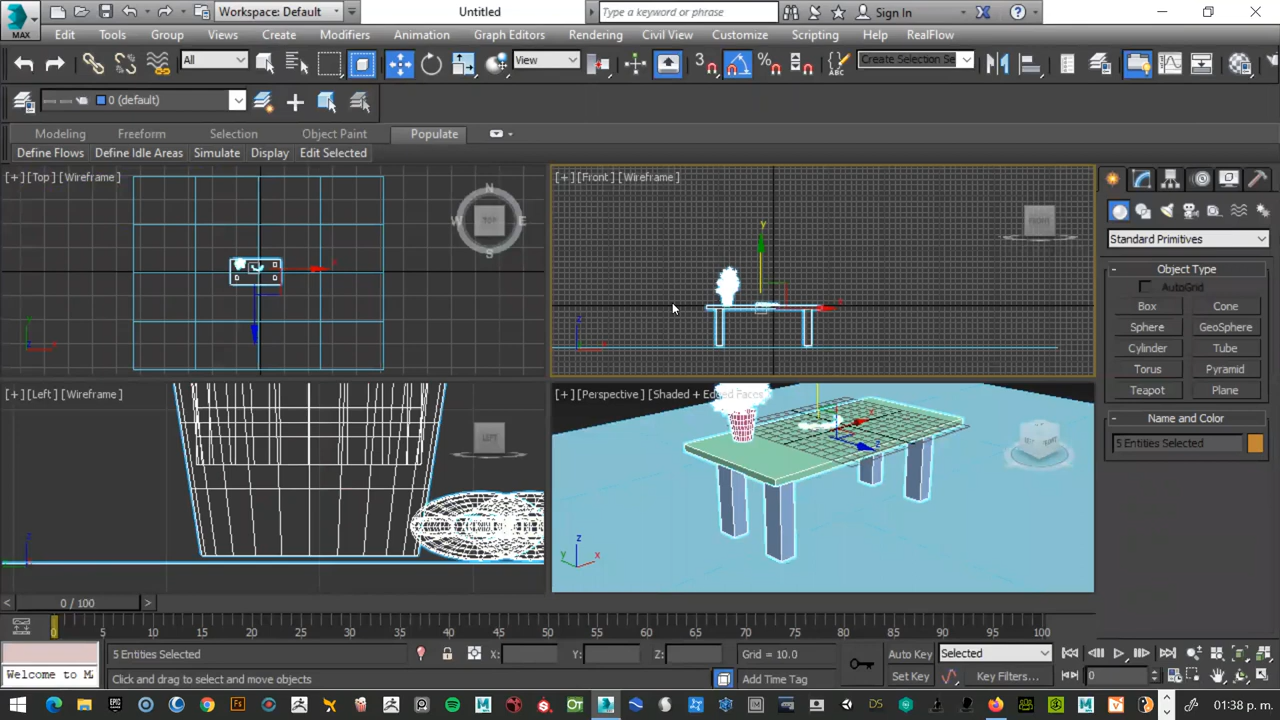 MAX
Workspace: Default
Untitled
Type a keyword or phrase
Sign In
Edit Tools Group Views Create Modifiers Animation Graph Editors Rendering Civil View Customize Scripting Help RealFlow
All
View
3
Create Selection Se
ABC
0 (default)
Modeling Freeform Selection Object Paint Populate
Define Flows Define Idle Areas Simulate Display Edit Selected
[+] [Top] [Wireframe]
N
W
E
S
TOP
[+] [Front] [Wireframe]
FRONT
y
x
z
x
Standard Primitives
- Object Type
AutoGrid
Box Cone
Sphere GeoSphere
Cylinder Tube
Torus Pyramid
Teapot Plane
- Name and Color
5 Entities Selected
[+] [Left] [Wireframe]
LEFT
[+] [Perspective] [Shaded + Edged Faces]
z
y
x
< 0 / 100 >
0 5 10 15 20 25 30 35 40 45 50 55 60 65 70 75 80 85 90 95 100
5 Entities Selected
X: Y: Z:
Grid = 10.0
Auto Key
Selected
Welcome to M
Click and drag to select and move objects
Add Time Tag
Set Key
Key Filters...
0
01:38 p. m.